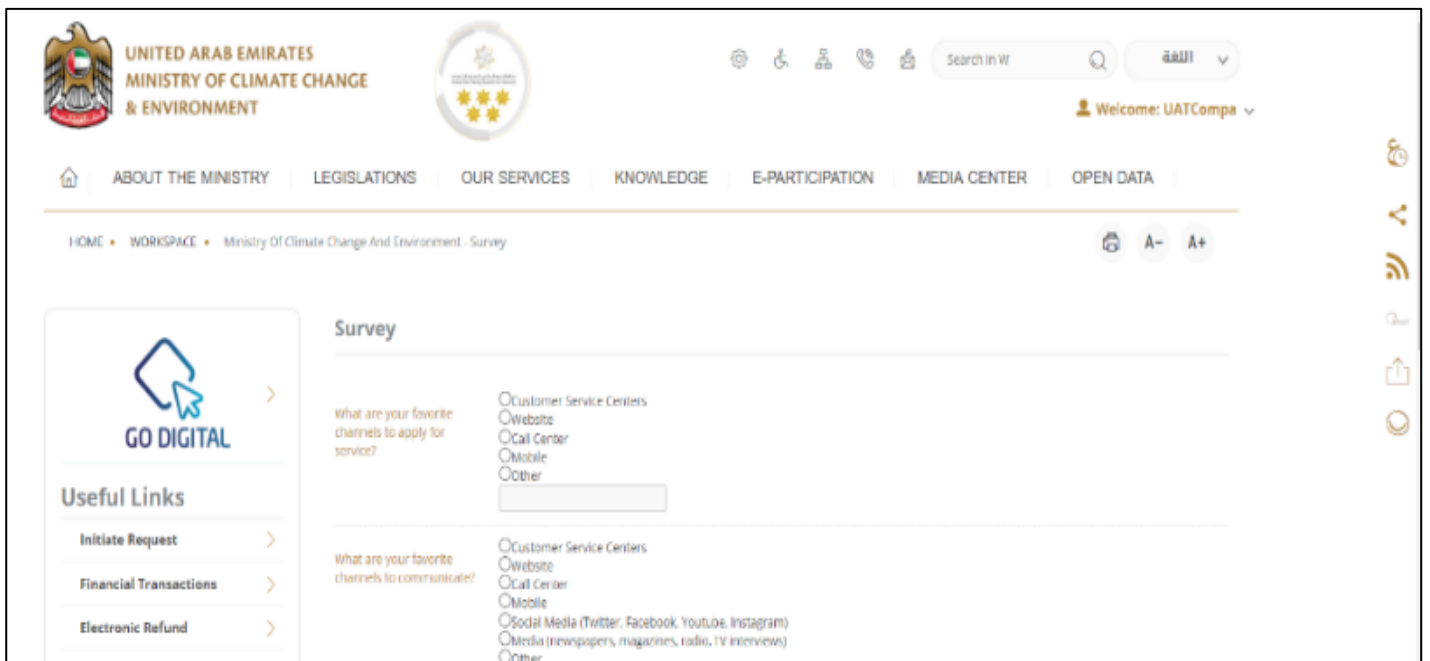 UNITED ARAB EMIRATES
MINISTRY OF CLIMATE CHANGE
& ENVIRONMENT
Search In W
اللغة
Welcome: UATCompa
ABOUT THE MINISTRY
LEGISLATIONS
OUR SERVICES
KNOWLEDGE
E-PARTICIPATION
MEDIA CENTER
OPEN DATA
HOME • WORKSPACE • Ministry Of Climate Change And Environment - Survey
A-
A+
GO DIGITAL
Useful Links
Initiate Request
Financial Transactions
Electronic Refund
Survey
What are your favorite
channels to apply for
service?
Customer Service Centers
Website
Call Center
Mobile
Other
What are your favorite
channels to communicate?
Customer Service Centers
Website
Call Center
Mobile
Social Media (Twitter, Facebook, Youtube, Instagram)
Media (newspapers, magazines, radio, TV interviews)
Other